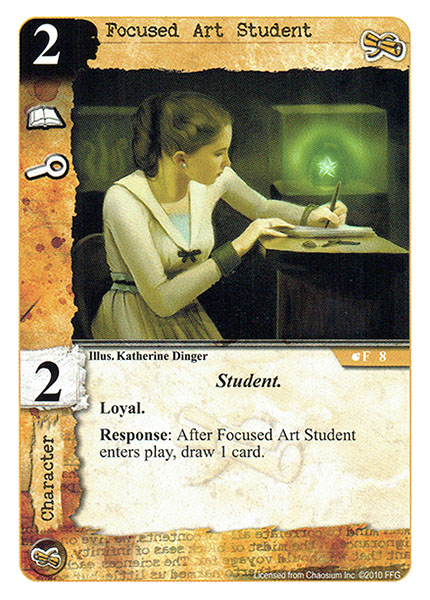 2
Focused Art Student
Illus. Katherine Dinger
F 8
2
Student.
Loyal.
Response: After Focused Art Student
enters play, draw 1 card.
Character
Licensed from Chaosium Inc. ©2010 FFG